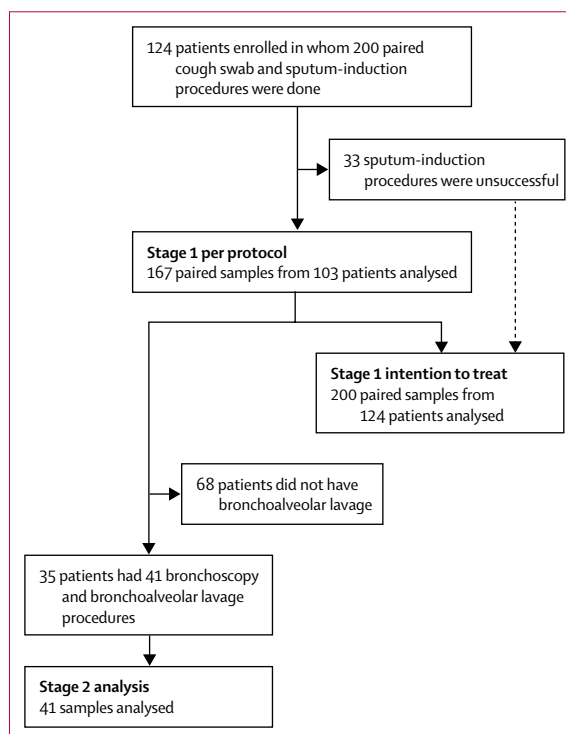 124 patients enrolled in whom 200 paired
cough swab and sputum-induction
procedures were done
33 sputum-induction
procedures were unsuccessful
Stage 1 per protocol
167 paired samples from 103 patients analysed
Stage 1 intention to treat
200 paired samples from
124 patients analysed
68 patients did not have
bronchoalveolar lavage
35 patients had 41 bronchoscopy
and bronchoalveolar lavage
procedures
Stage 2 analysis
41 samples analysed